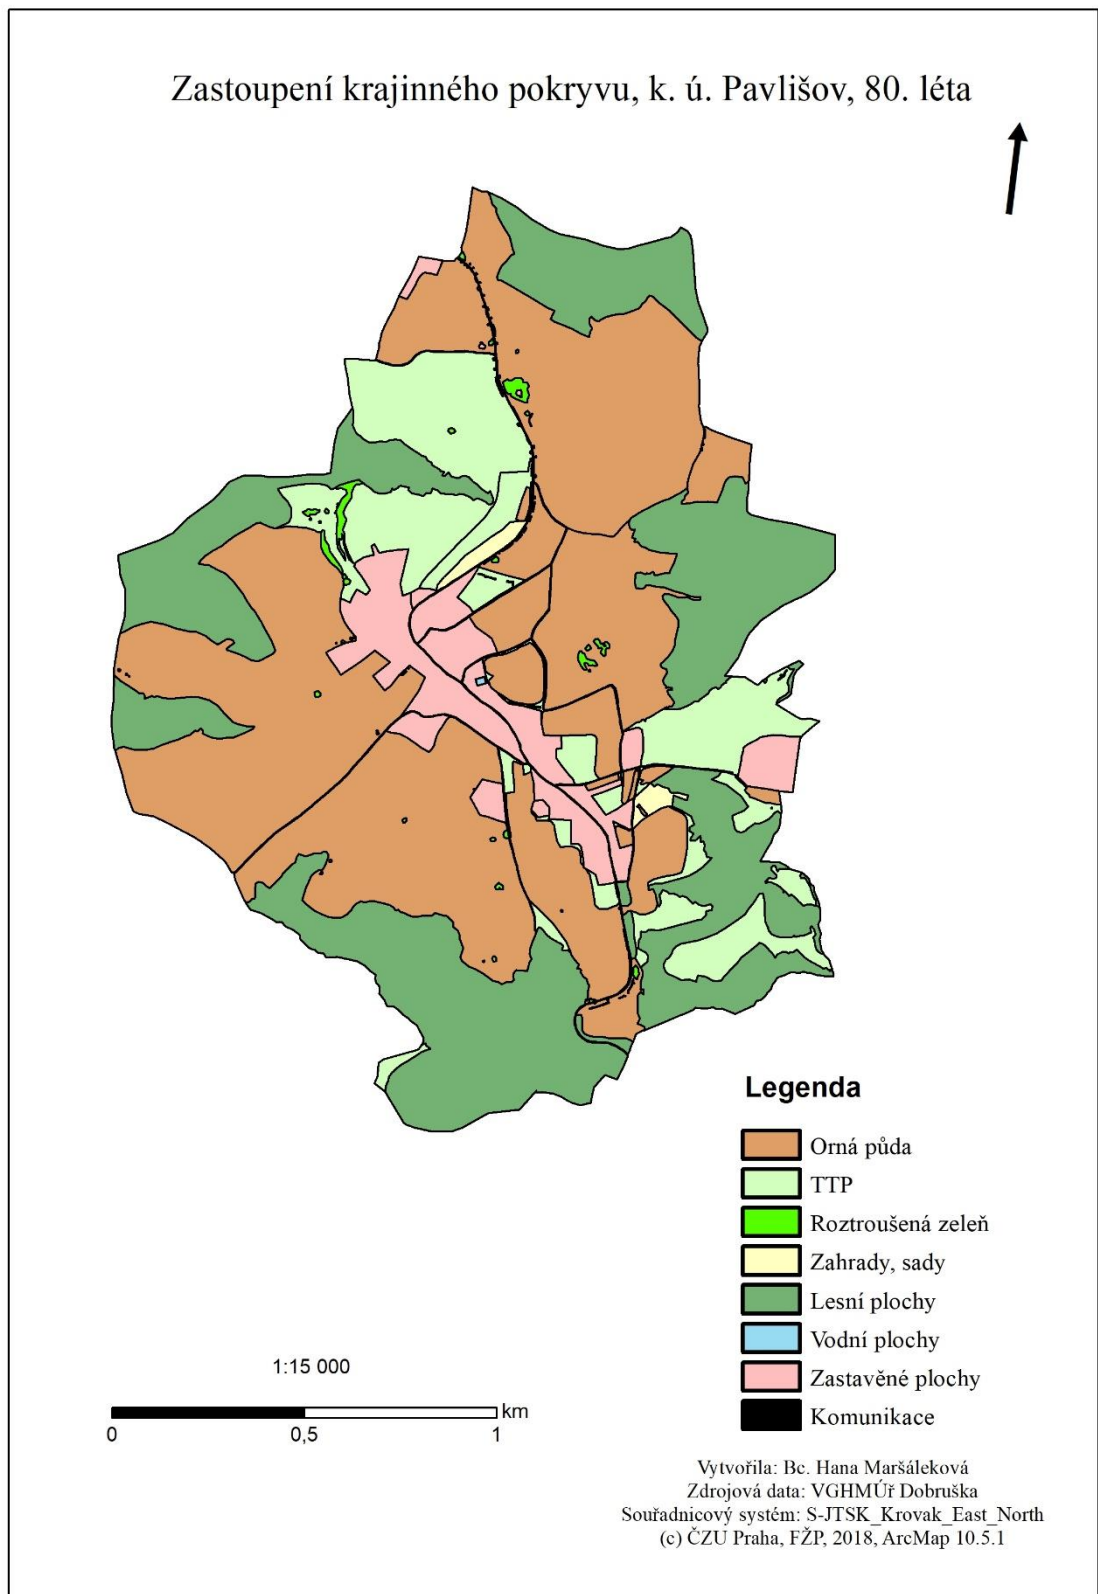 Zastoupení krajinného pokryvu, k. ú. Pavlišov, 80. léta
Legenda
Orná půda
TTP
Roztroušená zeleň
Zahrady, sady
Lesní plochy
Vodní plochy
Zastavěné plochy
Komunikace
1:15 000
km
0
0,5
1
Vytvořila: Bc. Hana Maršáleková
Zdrojová data: VGHMÚř Dobruška
Souřadnicový systém: S-JTSK_Krovak_East_North
(c) ČZU Praha, FŽP, 2018, ArcMap 10.5.1